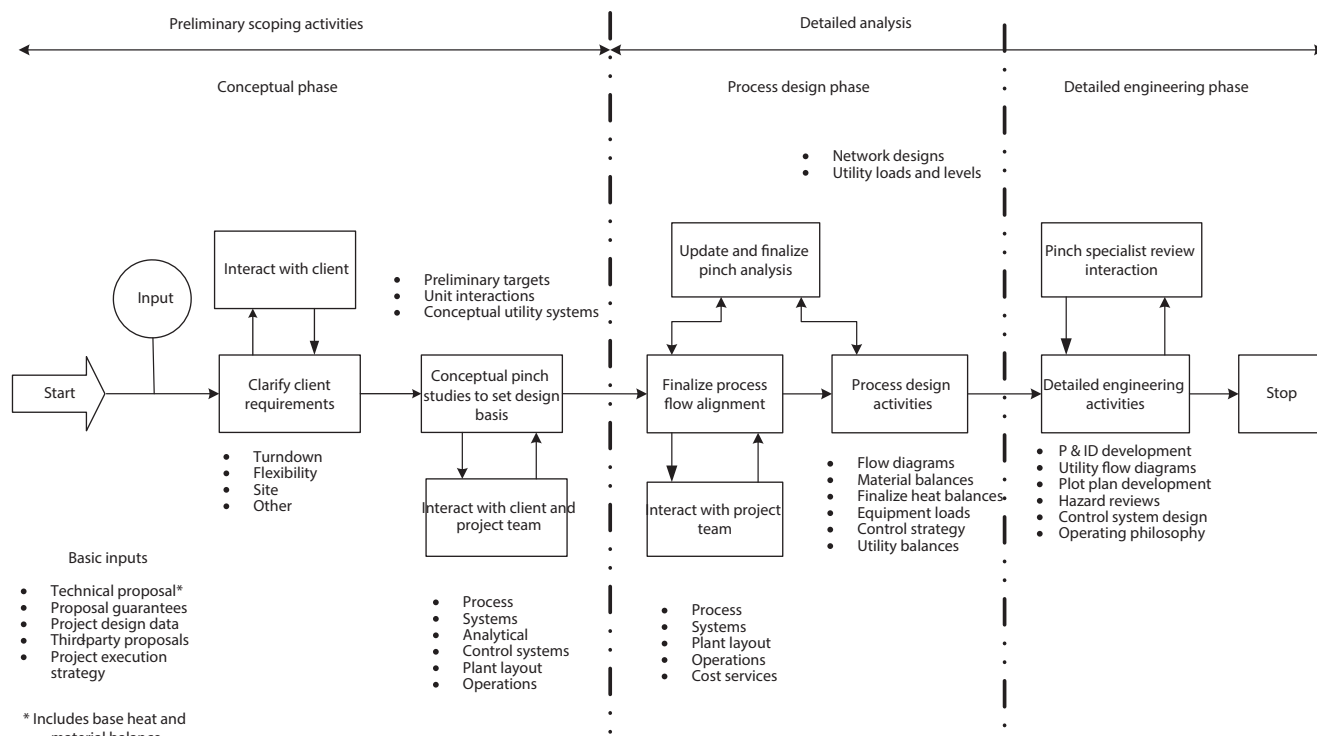 Preliminary scoping activities
Detailed analysis
Conceptual phase
Process design phase
Detailed engineering phase
• Network designs
• Utility loads and levels
Interact with client
Input
• Preliminary targets
• Unit interactions
• Conceptual utility systems
Update and finalize
pinch analysis
Pinch specialist review
interaction
Start
Clarify client
requirements
Conceptual pinch
studies to set design
basis
Finalize process
flow alignment
Process design
activities
Detailed engineering
activities
Stop
• Turndown
• Flexibility
• Site
• Other
Interact with client and
project team
Interact with project
team
• Flow diagrams
• Material balances
• Finalize heat balances
• Equipment loads
• Control strategy
• Utility balances
• P & ID development
• Utility flow diagrams
• Plot plan development
• Hazard reviews
• Control system design
• Operating philosophy
Basic inputs
• Technical proposal*
• Proposal guarantees
• Project design data
• Third-party proposals
• Project execution
strategy
• Process
• Systems
• Analytical
• Control systems
• Plant layout
• Operations
• Process
• Systems
• Plant layout
• Operations
• Cost services
* Includes base heat and
material balance